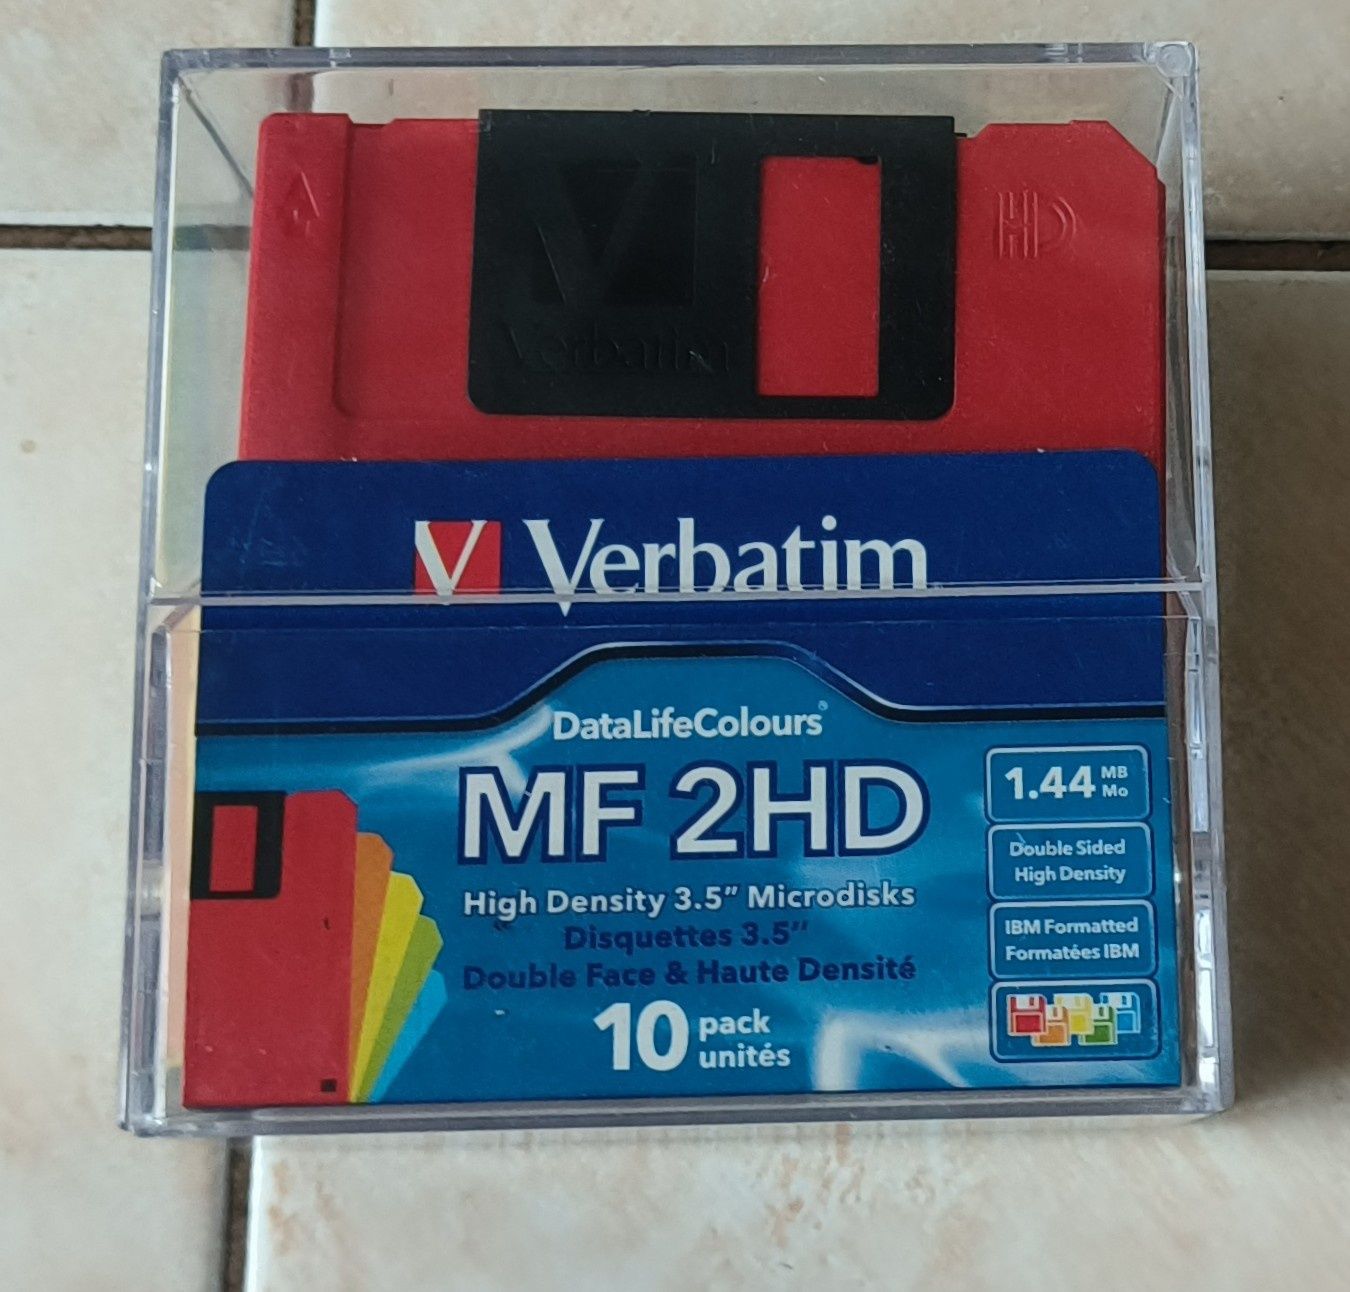 HD
Verbatim
V Verbatim
DataLifeColours®
MF 2HD
High Density 3.5" Microdisks
Disquettes 3.5"
Double Face & Haute Densité
10 pack
unités
1.44 MB
Mo
Double Sided
High Density
IBM Formatted
Formatées IBM